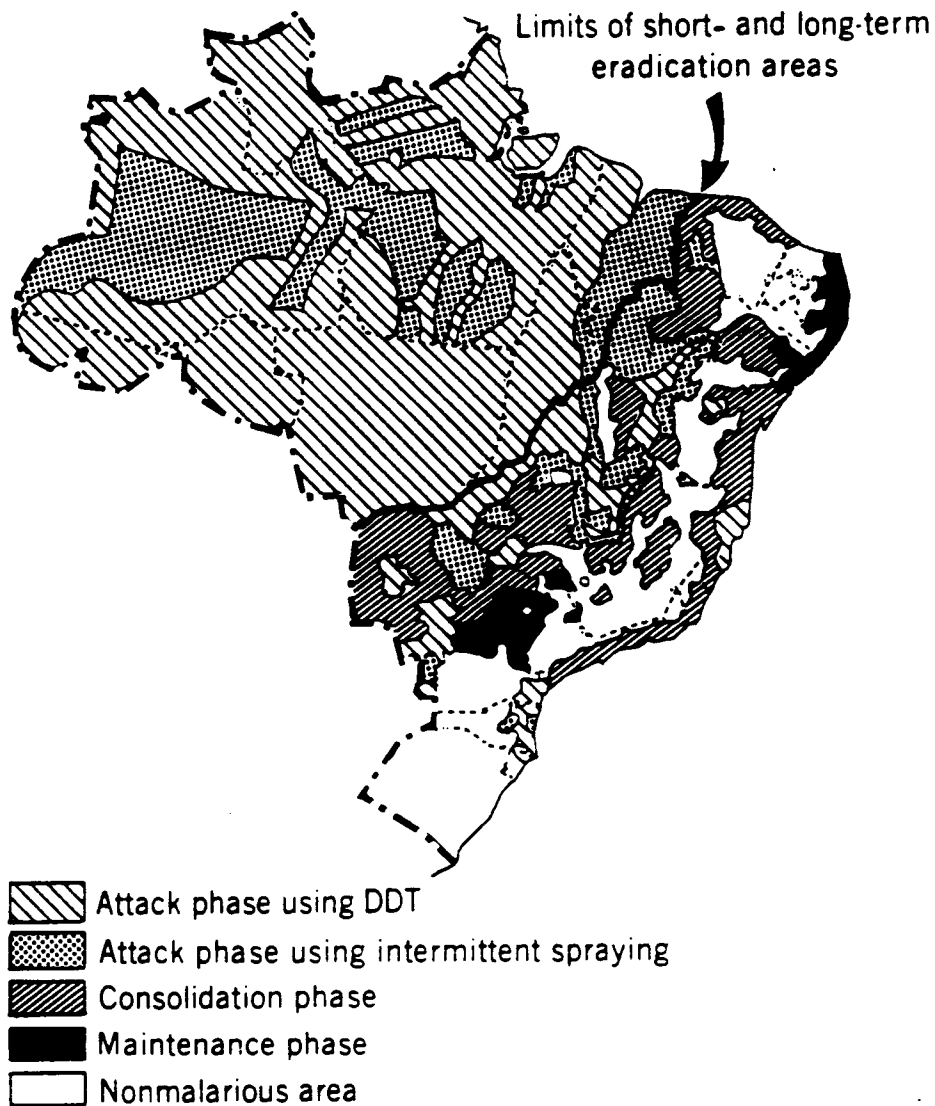 Limits of short- and long-term
eradication areas
Attack phase using DDT
Attack phase using intermittent spraying
Consolidation phase
Maintenance phase
Nonmalarious area